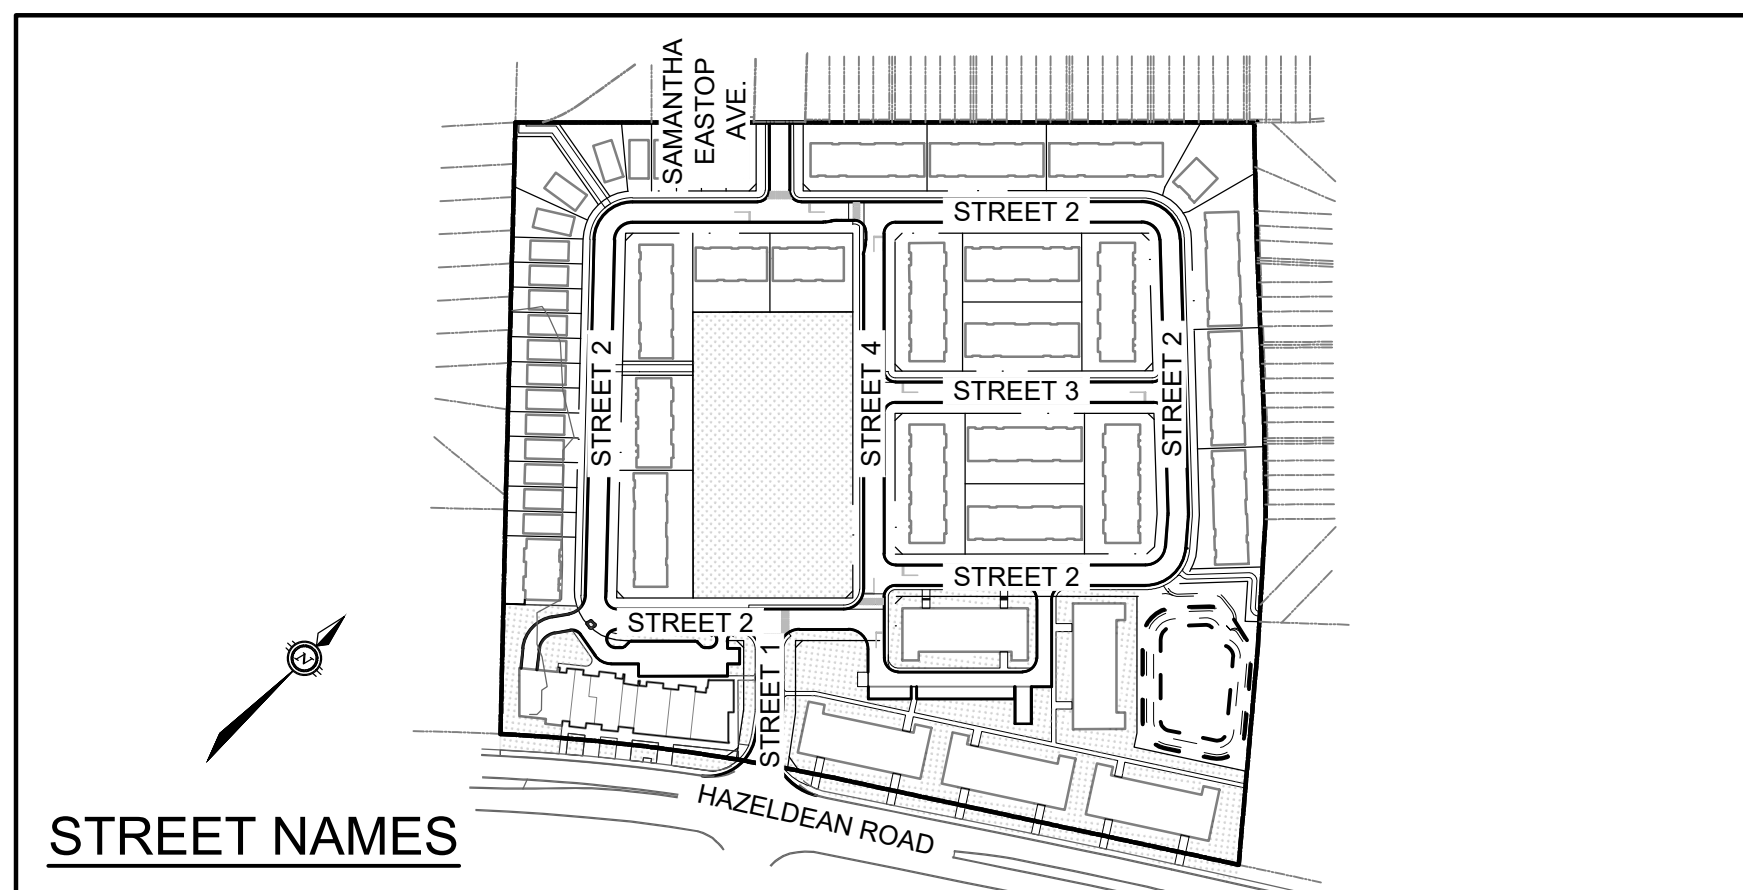 SAMANTHA
EASTOP
AVE.
STREET 2
STREET 2
STREET 4
STREET 2
STREET 3
STREET 2
STREET 2
STREET 1
N
HAZELDEAN ROAD
STREET NAMES